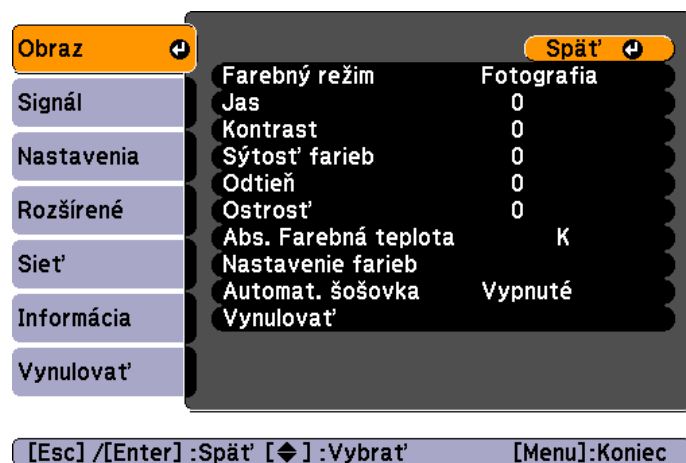 Obraz
Späť
Farebný režim Fotografia
Signál
Jas 0
Kontrast 0
Nastavenia
Sýtosť farieb 0
Odtieň 0
Rozšírené
Ostrosť 0
Abs. Farebná teplota K
Sieť
Nastavenie farieb
Automat. šošovka Vypnuté
Informácia
Vynulovať
Vynulovať
[Esc] /[Enter] :Späť [◆] :Vybrať [Menu]:Koniec